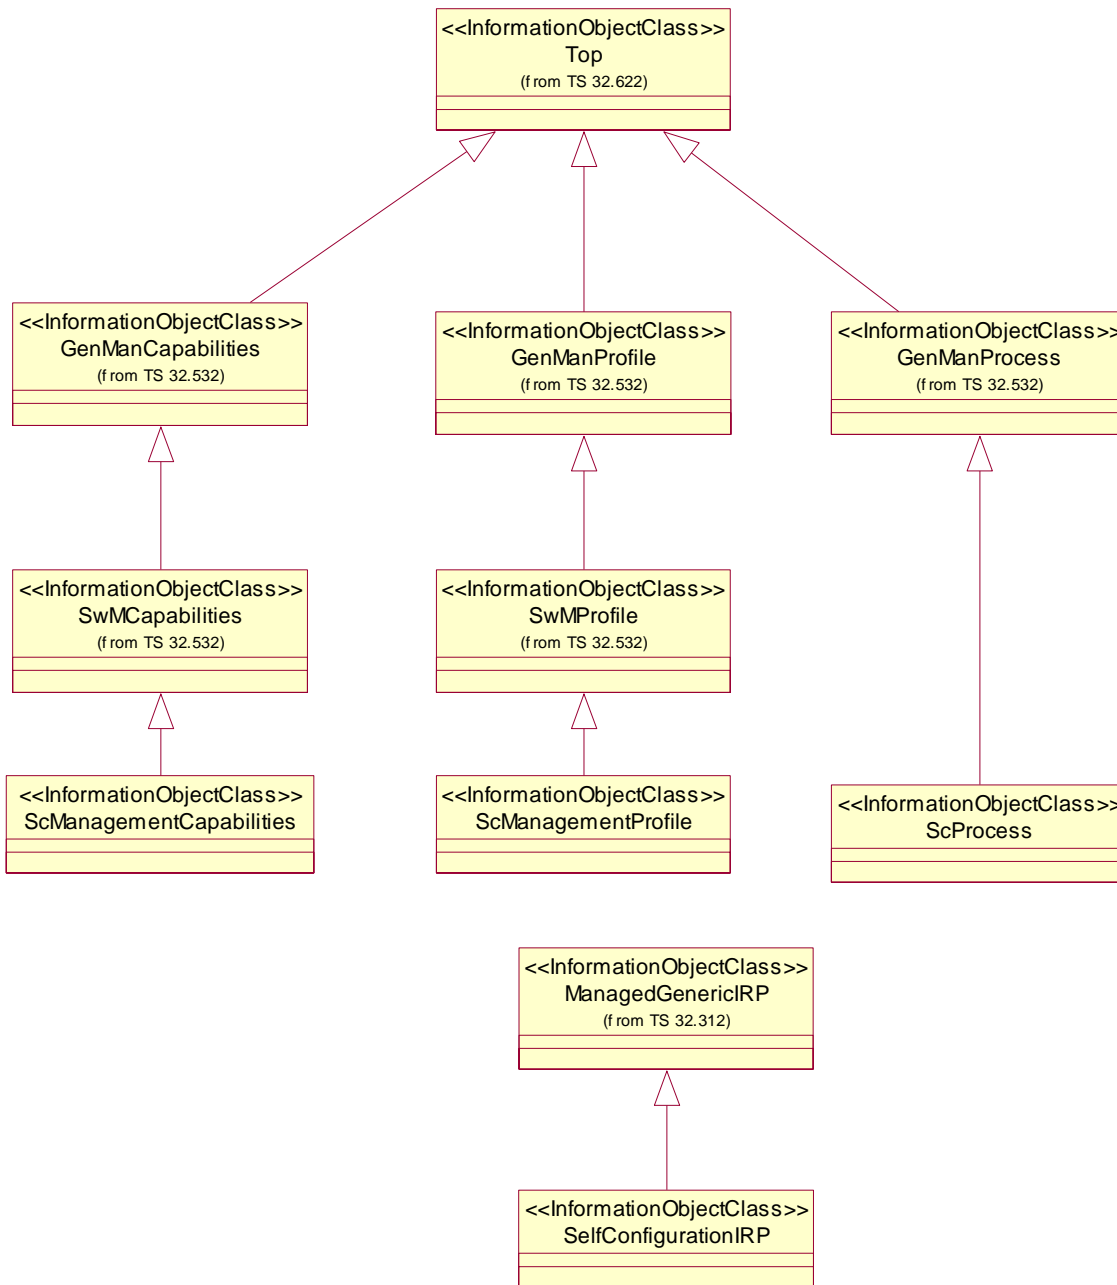 <<InformationObjectClass>>
Top
(from TS 32.622)
<<InformationObjectClass>>
GenManCapabilities
(from TS 32.532)
<<InformationObjectClass>>
GenManProfile
(from TS 32.532)
<<InformationObjectClass>>
GenManProcess
(from TS 32.532)
<<InformationObjectClass>>
SwMCapabilities
(from TS 32.532)
<<InformationObjectClass>>
SwMProfile
(from TS 32.532)
<<InformationObjectClass>>
ScManagementCapabilities
<<InformationObjectClass>>
ScManagementProfile
<<InformationObjectClass>>
ScProcess
<<InformationObjectClass>>
ManagedGenericIRP
(from TS 32.312)
<<InformationObjectClass>>
SelfConfigurationIRP